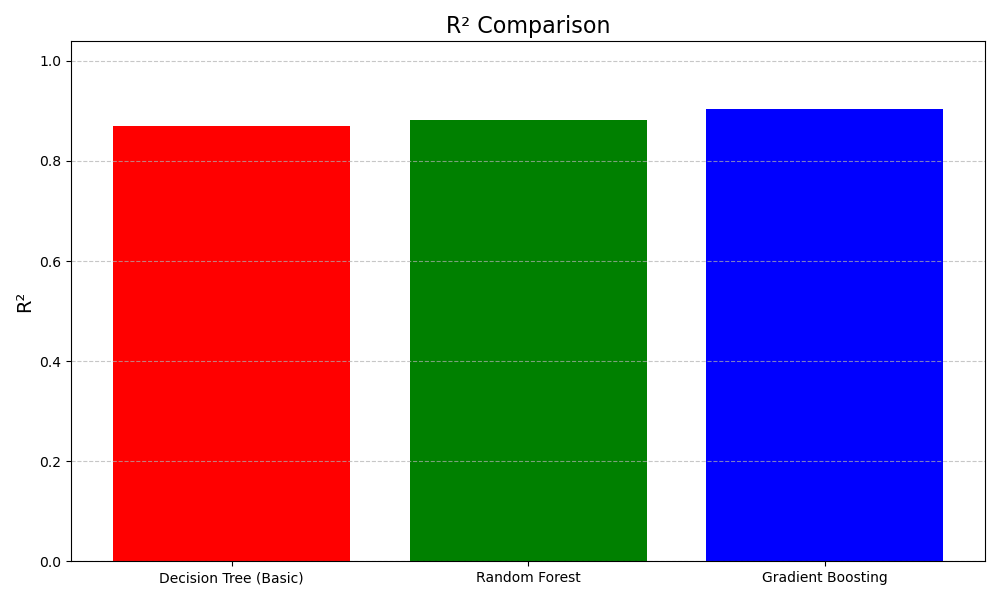 R² Comparison
R²
1.0
0.8
0.6
0.4
0.2
0.0
Decision Tree (Basic)
Random Forest
Gradient Boosting